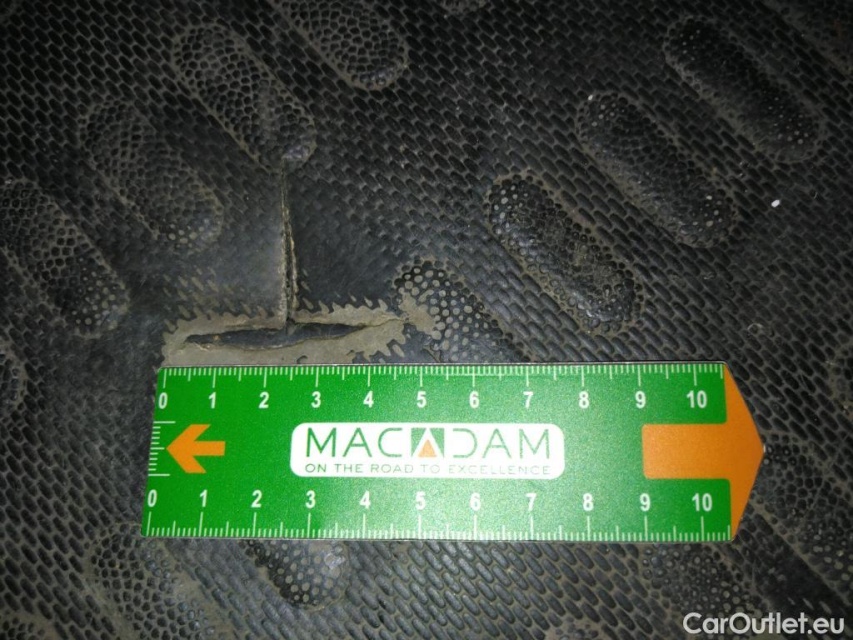 0 1 2 3 4 5 6 7 8 9 10
MACADAM
ON THE ROAD TO EXCELLENCE
0 1 2 3 4 5 6 7 8 9 10
CarOutlet.eu